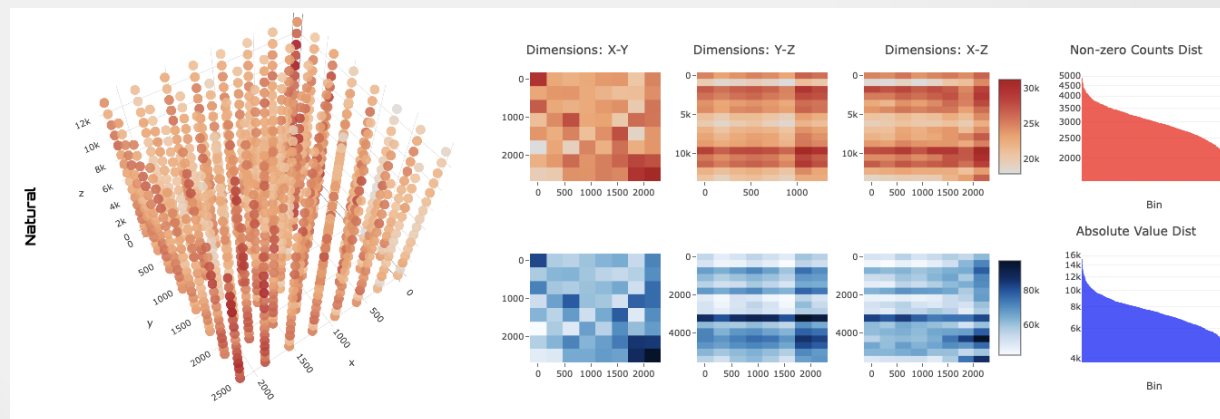 Natural
12k
10k
8k
6k
4k
2k
0
z
0
500
1000
1500
2000
2500
y
2000
1500
1000
500
0
x
Dimensions: X-Y
0
1000
2000
0 500 1000 1500 2000
Dimensions: Y-Z
0
5k
10k
0 500 1000
Dimensions: X-Z
0
5k
10k
0 500 1000 1500 2000
30k
25k
20k
Non-zero Counts Dist
5000
4500
4000
3500
3000
2500
2000
Bin
0
1000
2000
0 500 1000 1500 2000
0
2000
4000
0 500 1000
0
2000
4000
0 500 1000 1500 2000
80k
60k
Absolute Value Dist
16k
14k
12k
10k
8k
6k
4k
Bin